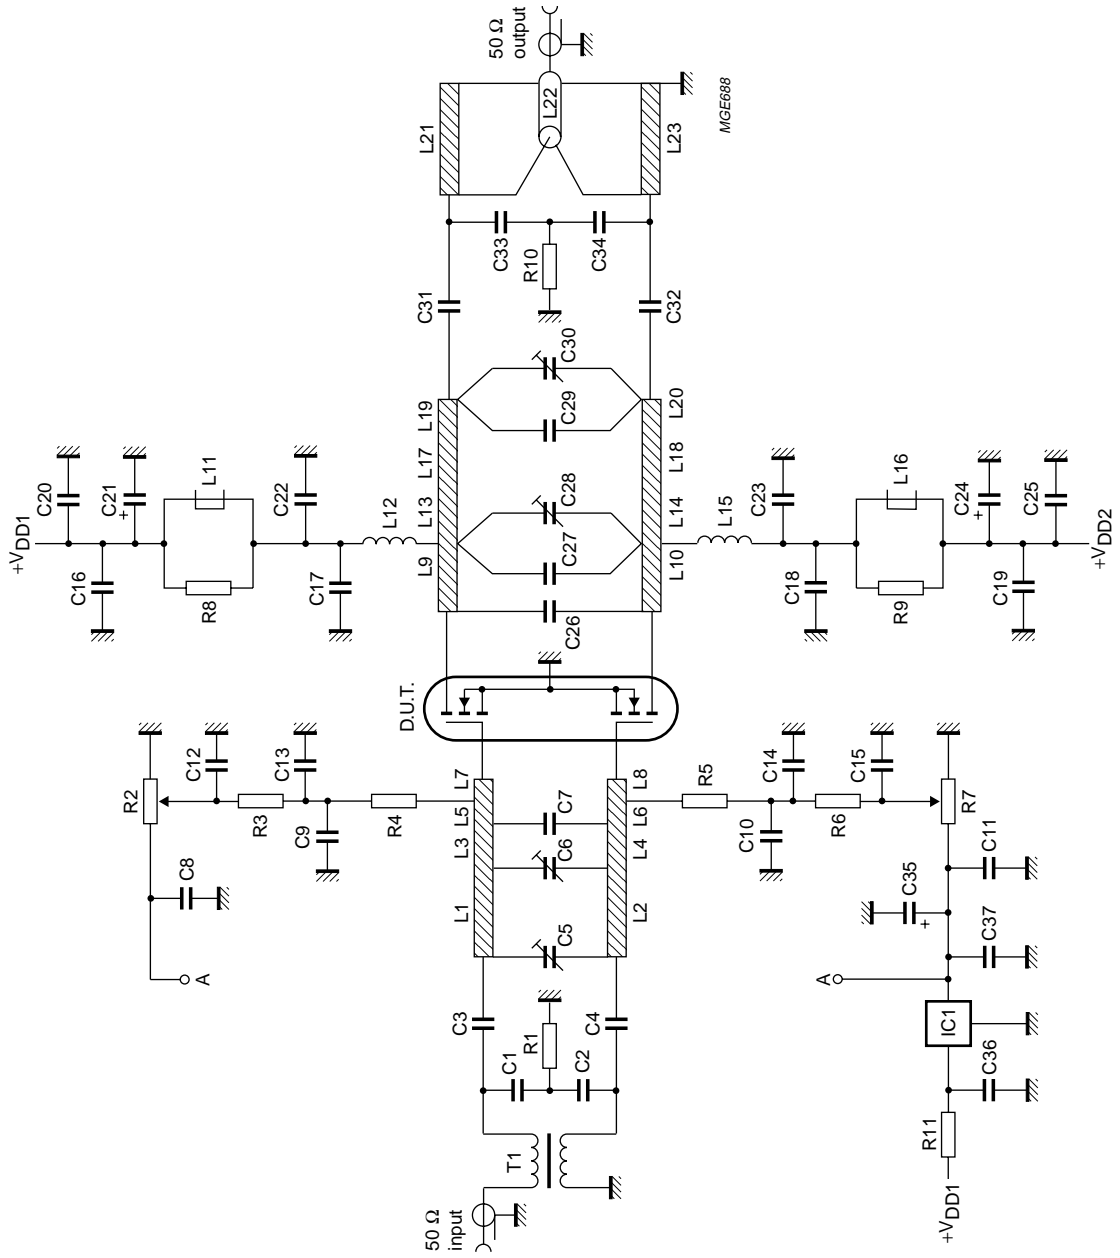 50 Ω
output
L21
L22
L23
MGE688
C33
C34
R10
C31
C32
C30
C29
L19
L20
L17
L18
C28
C27
L13
L14
L9
L10
C26
+VDD1
C20
C21
+
C16
L11
R8
C22
C17
L12
L15
C23
C18
L16
R9
C24
+
C25
C19
+VDD2
D.U.T.
R2
C12
C13
R3
C9
R4
C8
A
L7
L8
L5
L6
L3
L4
L1
L2
C7
C6
C5
R5
C14
C10
R6
C15
R7
C11
C35
+
C37
A
IC1
C36
R11
+VDD1
C3
C4
R1
C1
C2
T1
50 Ω
input